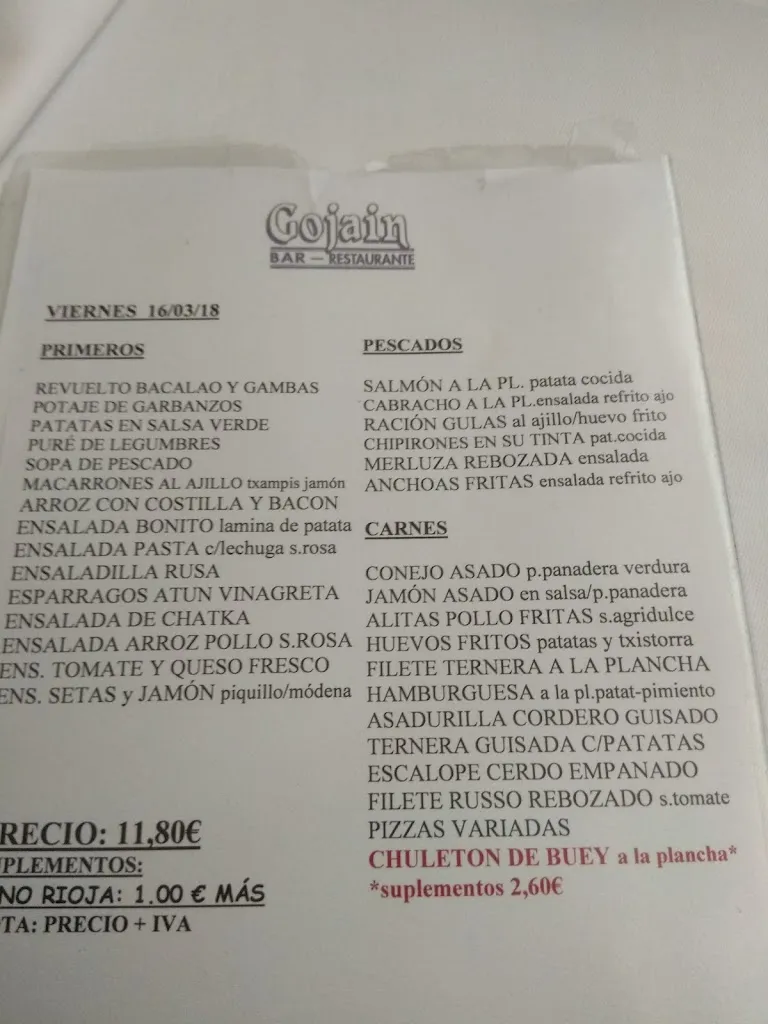 Gojain
BAR — RESTAURANTE
VIERNES 16/03/18
PRIMEROS
REVUELTO BACALAO Y GAMBAS
POTAJE DE GARBANZOS
PATATAS EN SALSA VERDE
PURÉ DE LEGUMBRES
SOPA DE PESCADO
MACARRONES AL AJILLO txampis jamón
ARROZ CON COSTILLA Y BACON
ENSALADA BONITO lamina de patata
ENSALADA PASTA c/lechuga s.rosa
ENSALADILLA RUSA
ESPARRAGOS ATUN VINAGRETA
ENSALADA DE CHATKA
ENSALADA ARROZ POLLO S.ROSA
ENS. TOMATE Y QUESO FRESCO
ENS. SETAS y JAMÓN piquillo/módena
RECIO: 11,80€
UPLEMENTOS:
NO RIOJA: 1.00 € MÁS
TA: PRECIO + IVA
PESCADOS
SALMÓN A LA PL. patata cocida
CABRACHO A LA PL.ensalada refrito ajo
RACIÓN GULAS al ajillo/huevo frito
CHIPIRONES EN SU TINTA pat.cocida
MERLUZA REBOZADA ensalada
ANCHOAS FRITAS ensalada refrito ajo
CARNES
CONEJO ASADO p.panadera verdura
JAMÓN ASADO en salsa/p.panadera
ALITAS POLLO FRITAS s.agridulce
HUEVOS FRITOS patatas y txistorra
FILETE TERNERA A LA PLANCHA
HAMBURGUESA a la pl.patat-pimiento
ASADURILLA CORDERO GUISADO
TERNERA GUISADA C/PATATAS
ESCALOPE CERDO EMPANADO
FILETE RUSSO REBOZADO s.tomate
PIZZAS VARIADAS
CHULETON DE BUEY a la plancha*
*suplementos 2,60€